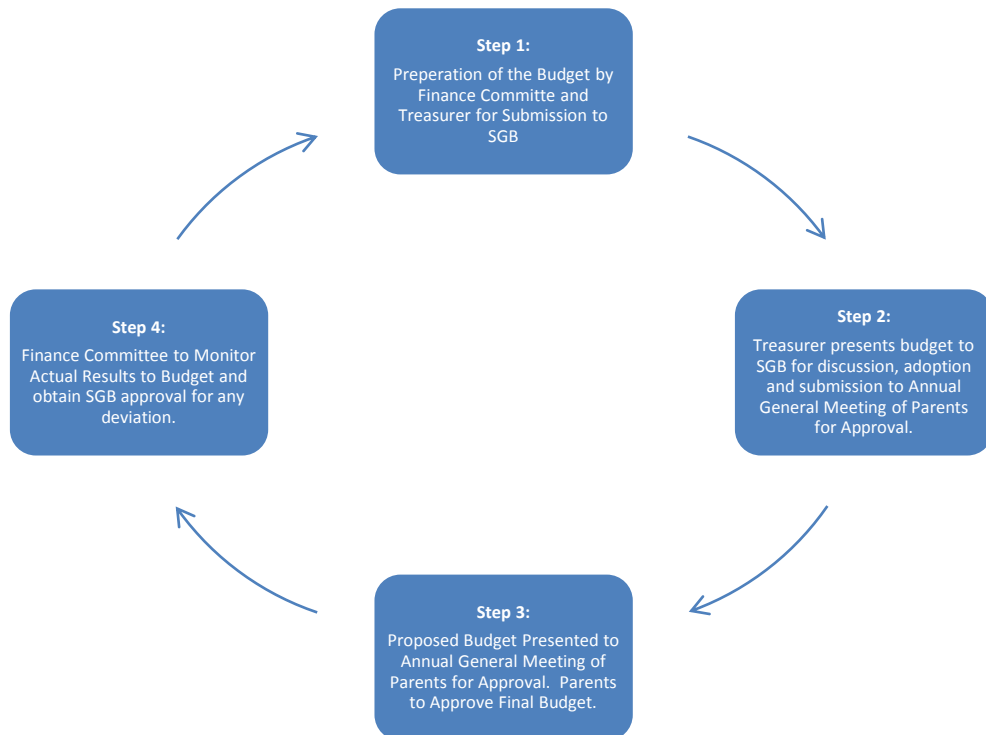 Step 1:
Preperation of the Budget by
Finance Committe and
Treasurer for Submission to
SGB
Step 2:
Treasurer presents budget to
SGB for discussion, adoption
and submission to Annual
General Meeting of Parents
for Approval.
Step 3:
Proposed Budget Presented to
Annual General Meeting of
Parents for Approval.  Parents
to Approve Final Budget.
Step 4:
Finance Committee to Monitor
Actual Results to Budget and
obtain SGB approval for any
deviation.